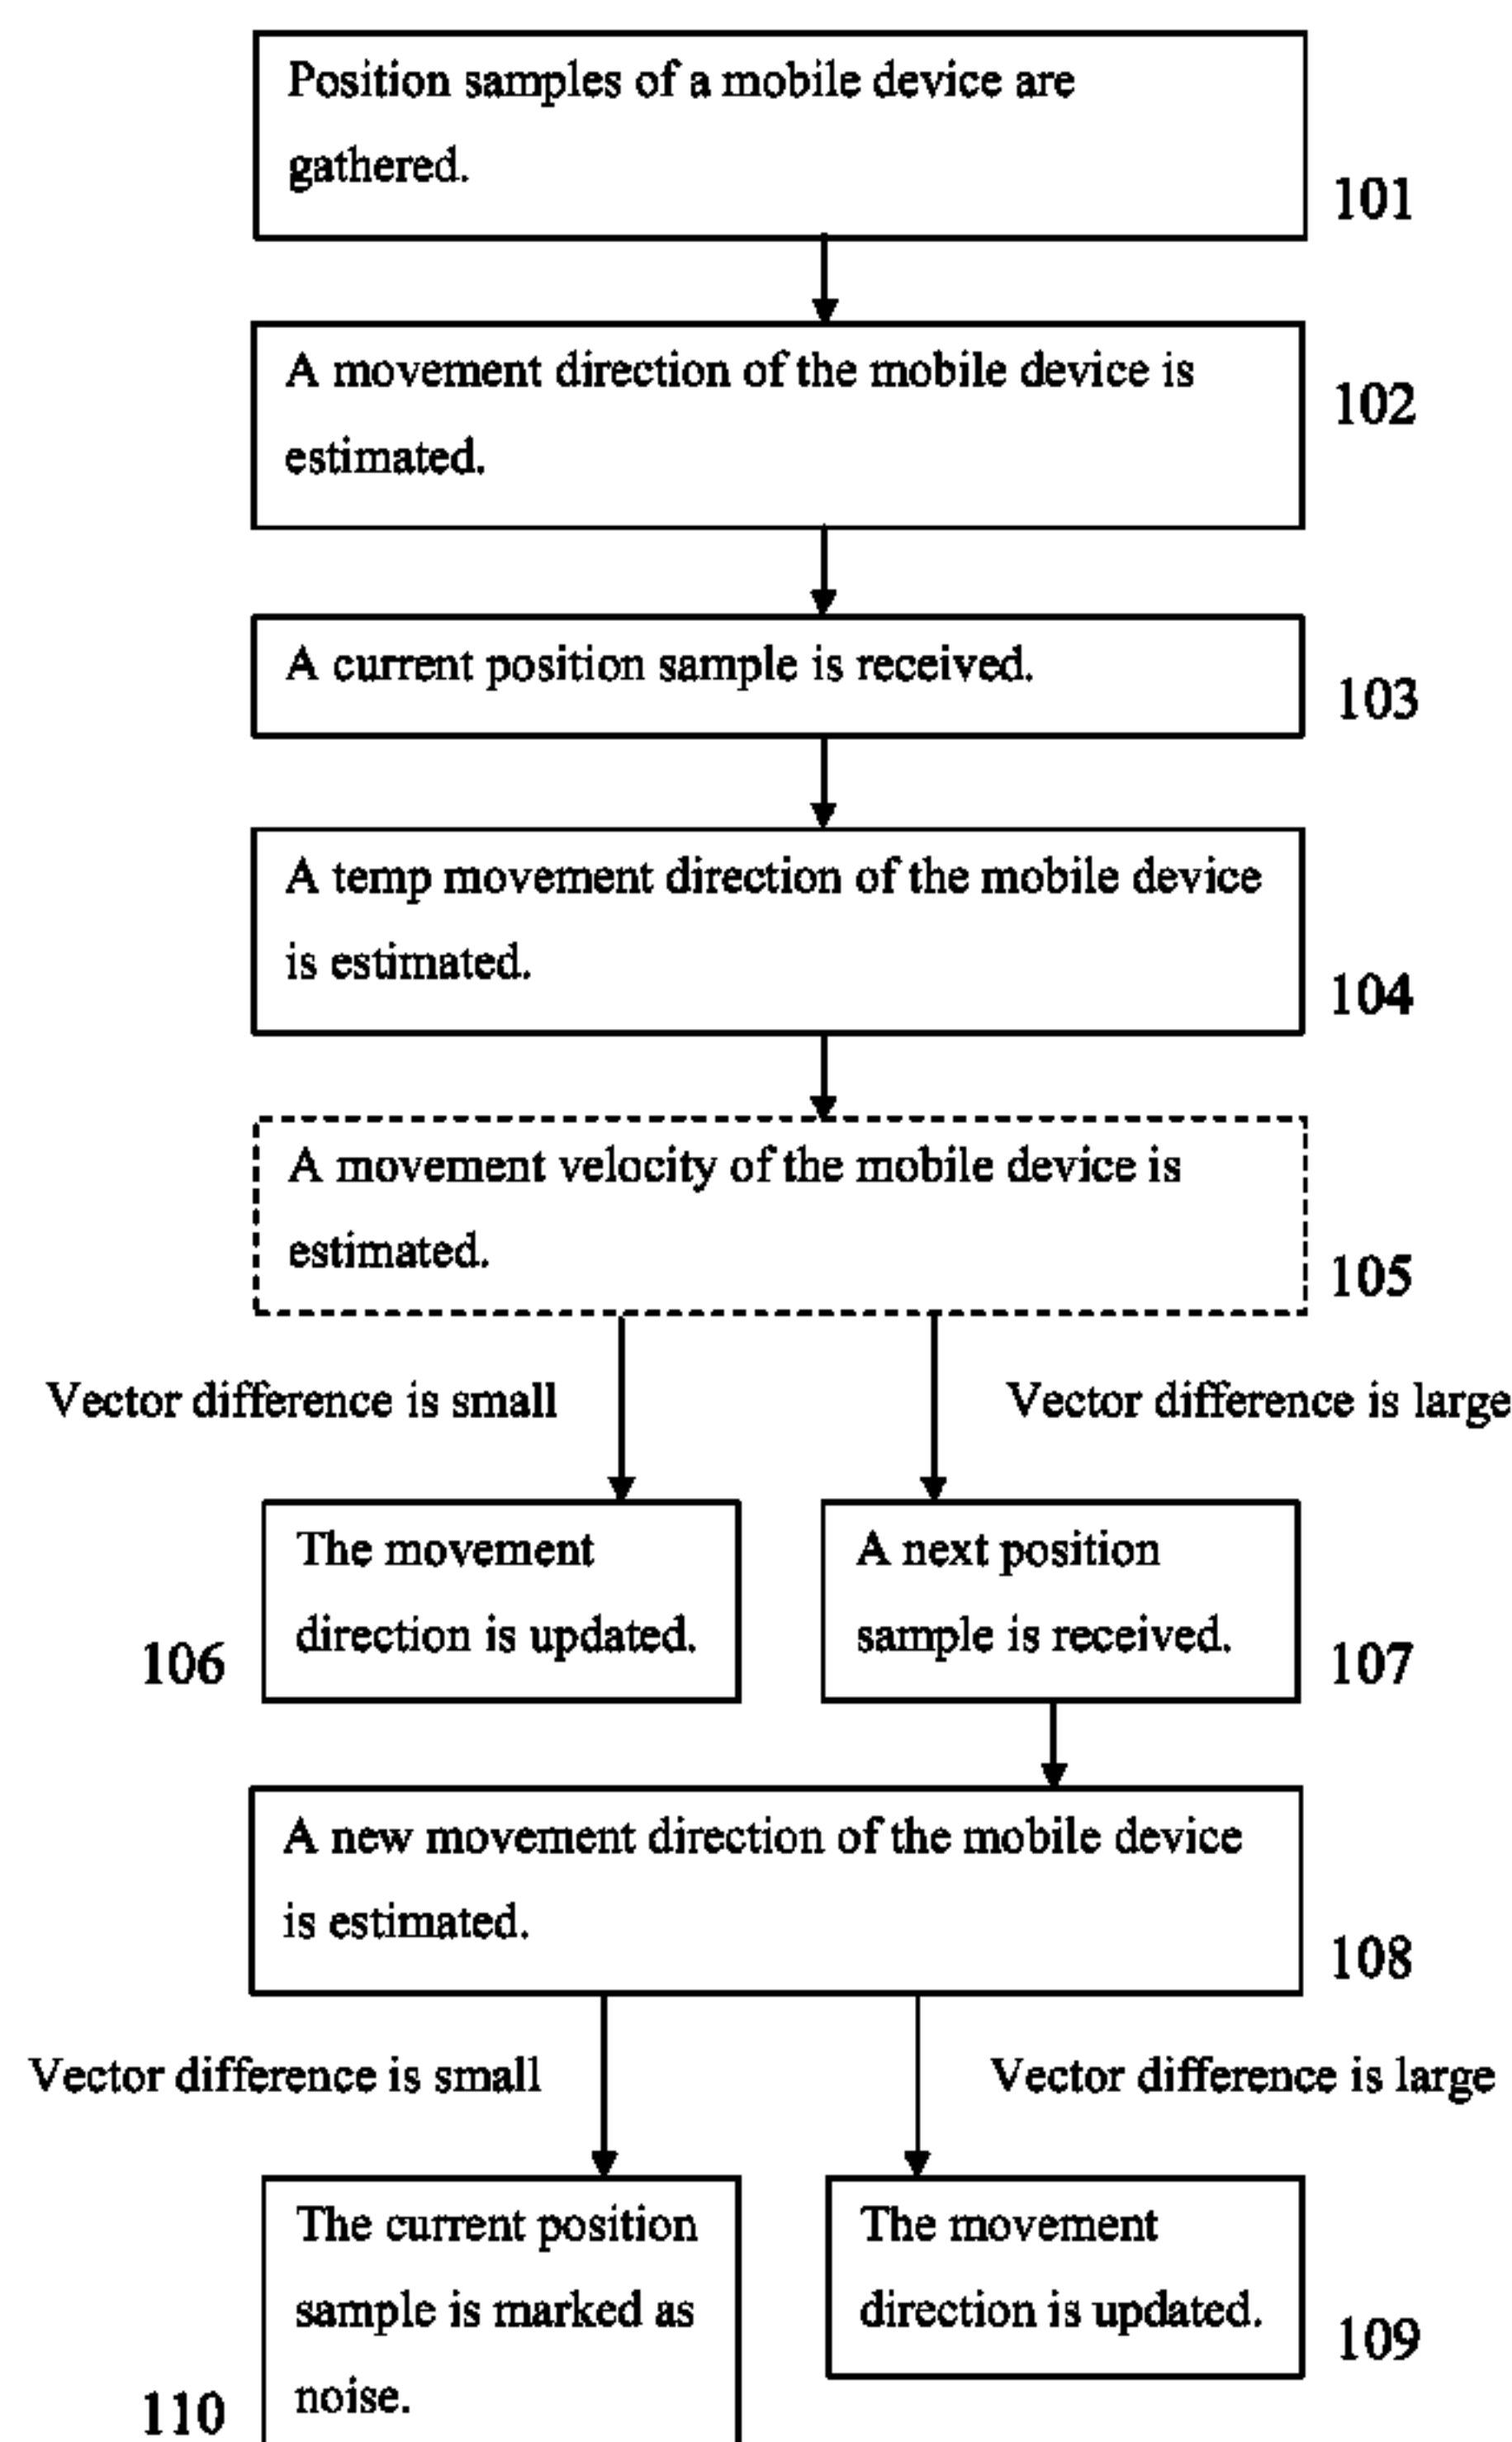 Position samples of a mobile device are
gathered.
101
A movement direction of the mobile device is
estimated.
102
A current position sample is received.
103
A temp movement direction of the mobile device
is estimated.
104
A movement velocity of the mobile device is
estimated.
105
Vector difference is small
Vector difference is large
The movement
direction is updated.
106
A next position
sample is received.
107
A new movement direction of the mobile device
is estimated.
108
Vector difference is small
Vector difference is large
The current position
sample is marked as
noise.
110
The movement
direction is updated.
109